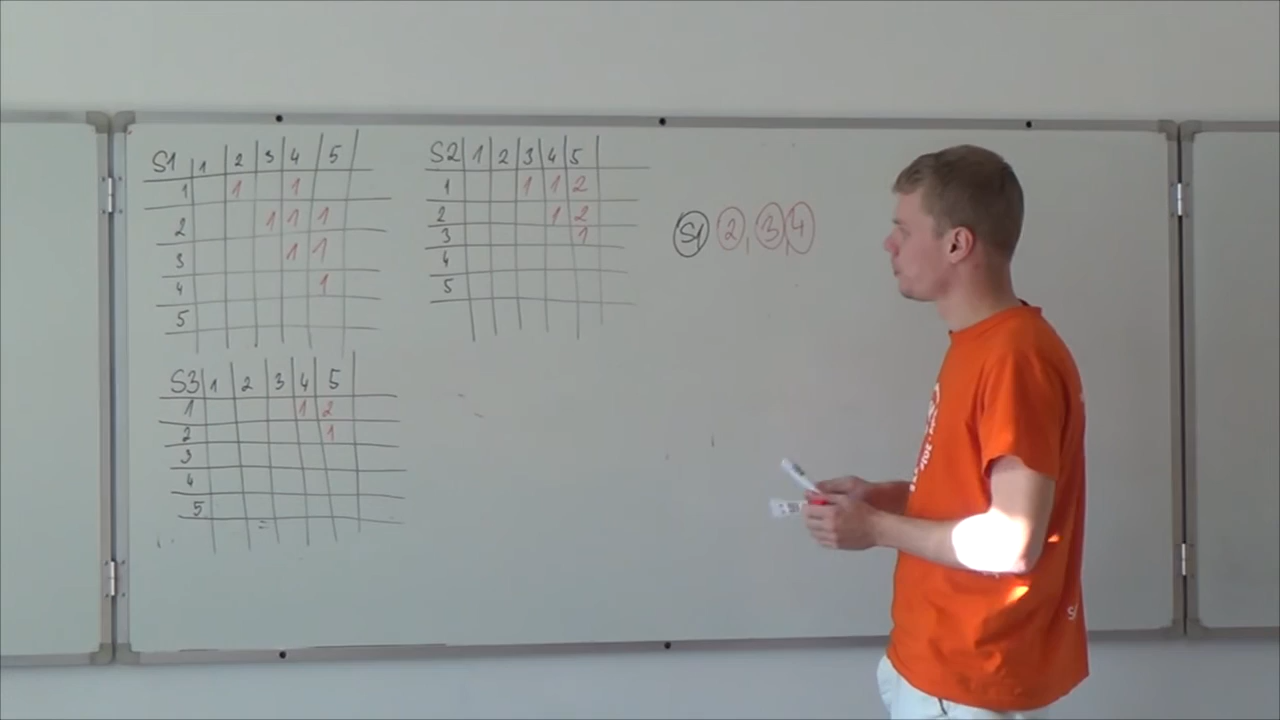 S1 1 2 3 4 5
1 1 1
2 1 1 1
3 1 1
4 1
5
S2 1 2 3 4 5
1 1 1 2
2 1 2
3 1
4
5
S1 2, 3, 4
S3 1 2 3 4 5
1 1 2
2 1
3
4
5